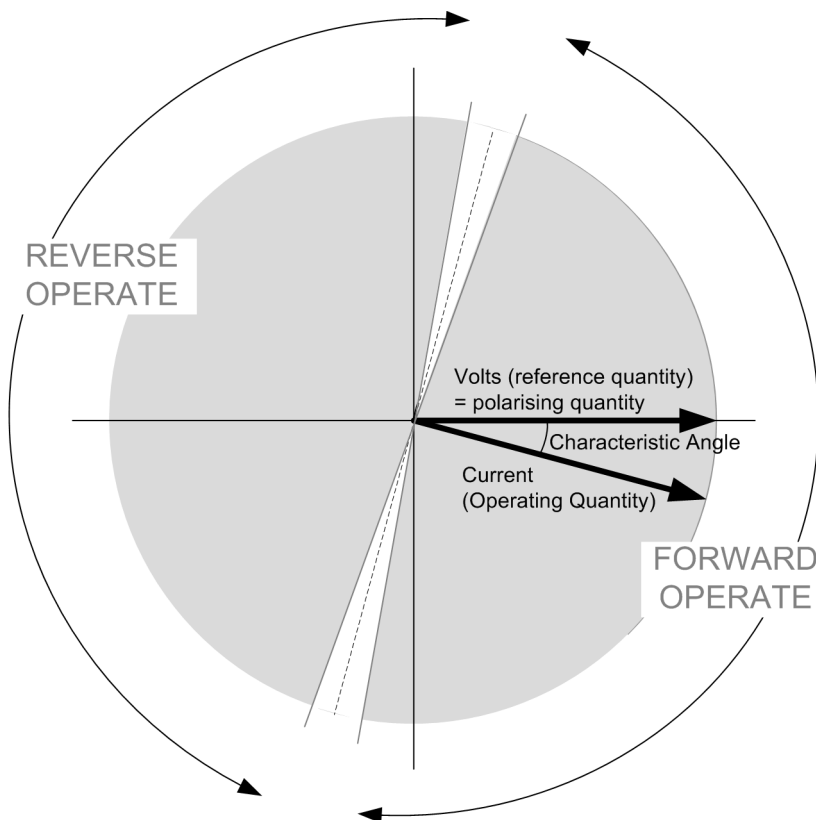 REVERSE
OPERATE
Volts (reference quantity)
= polarising quantity
Characteristic Angle
Current
(Operating Quantity)
FORWARD
OPERATE